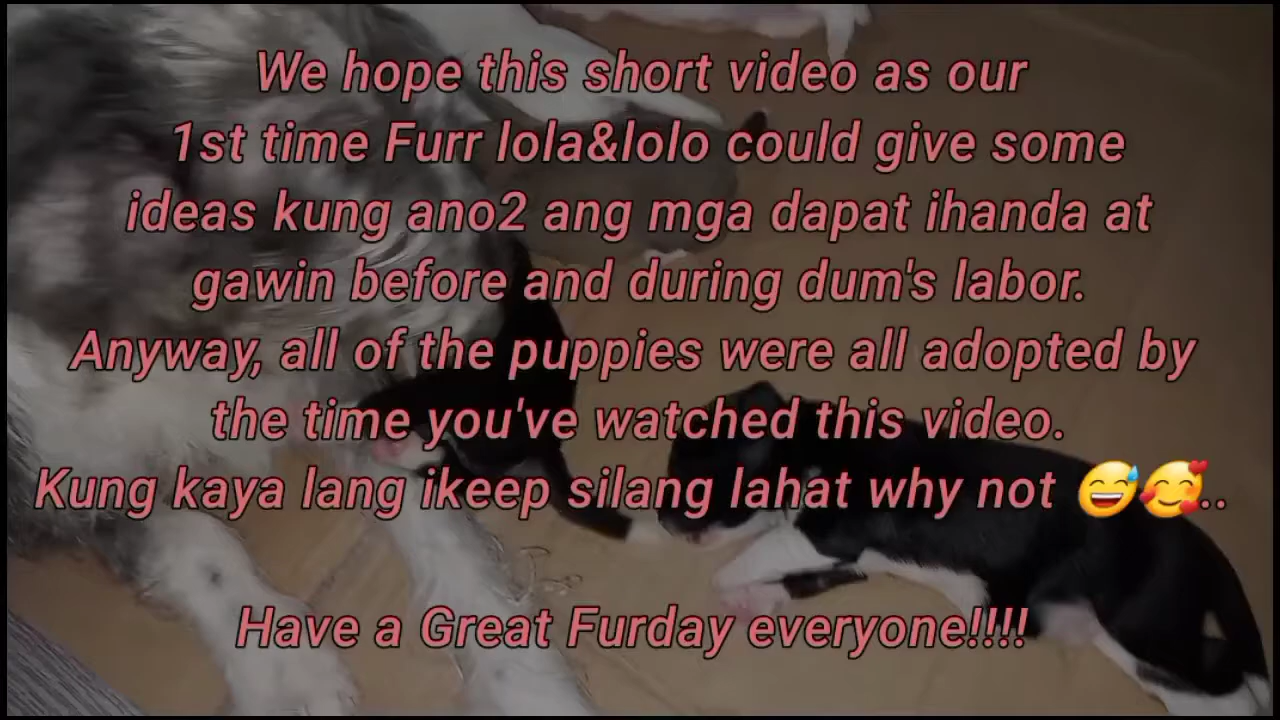 We hope this short video as our
1st time Furr lola&lolo could give some
ideas kung ano2 ang mga dapat ihanda at
gawin before and during dum's labor.
Anyway, all of the puppies were all adopted by
the time you've watched this video.
Kung kaya lang ikeep silang lahat why not 😅🥰..
Have a Great Furday everyone!!!!